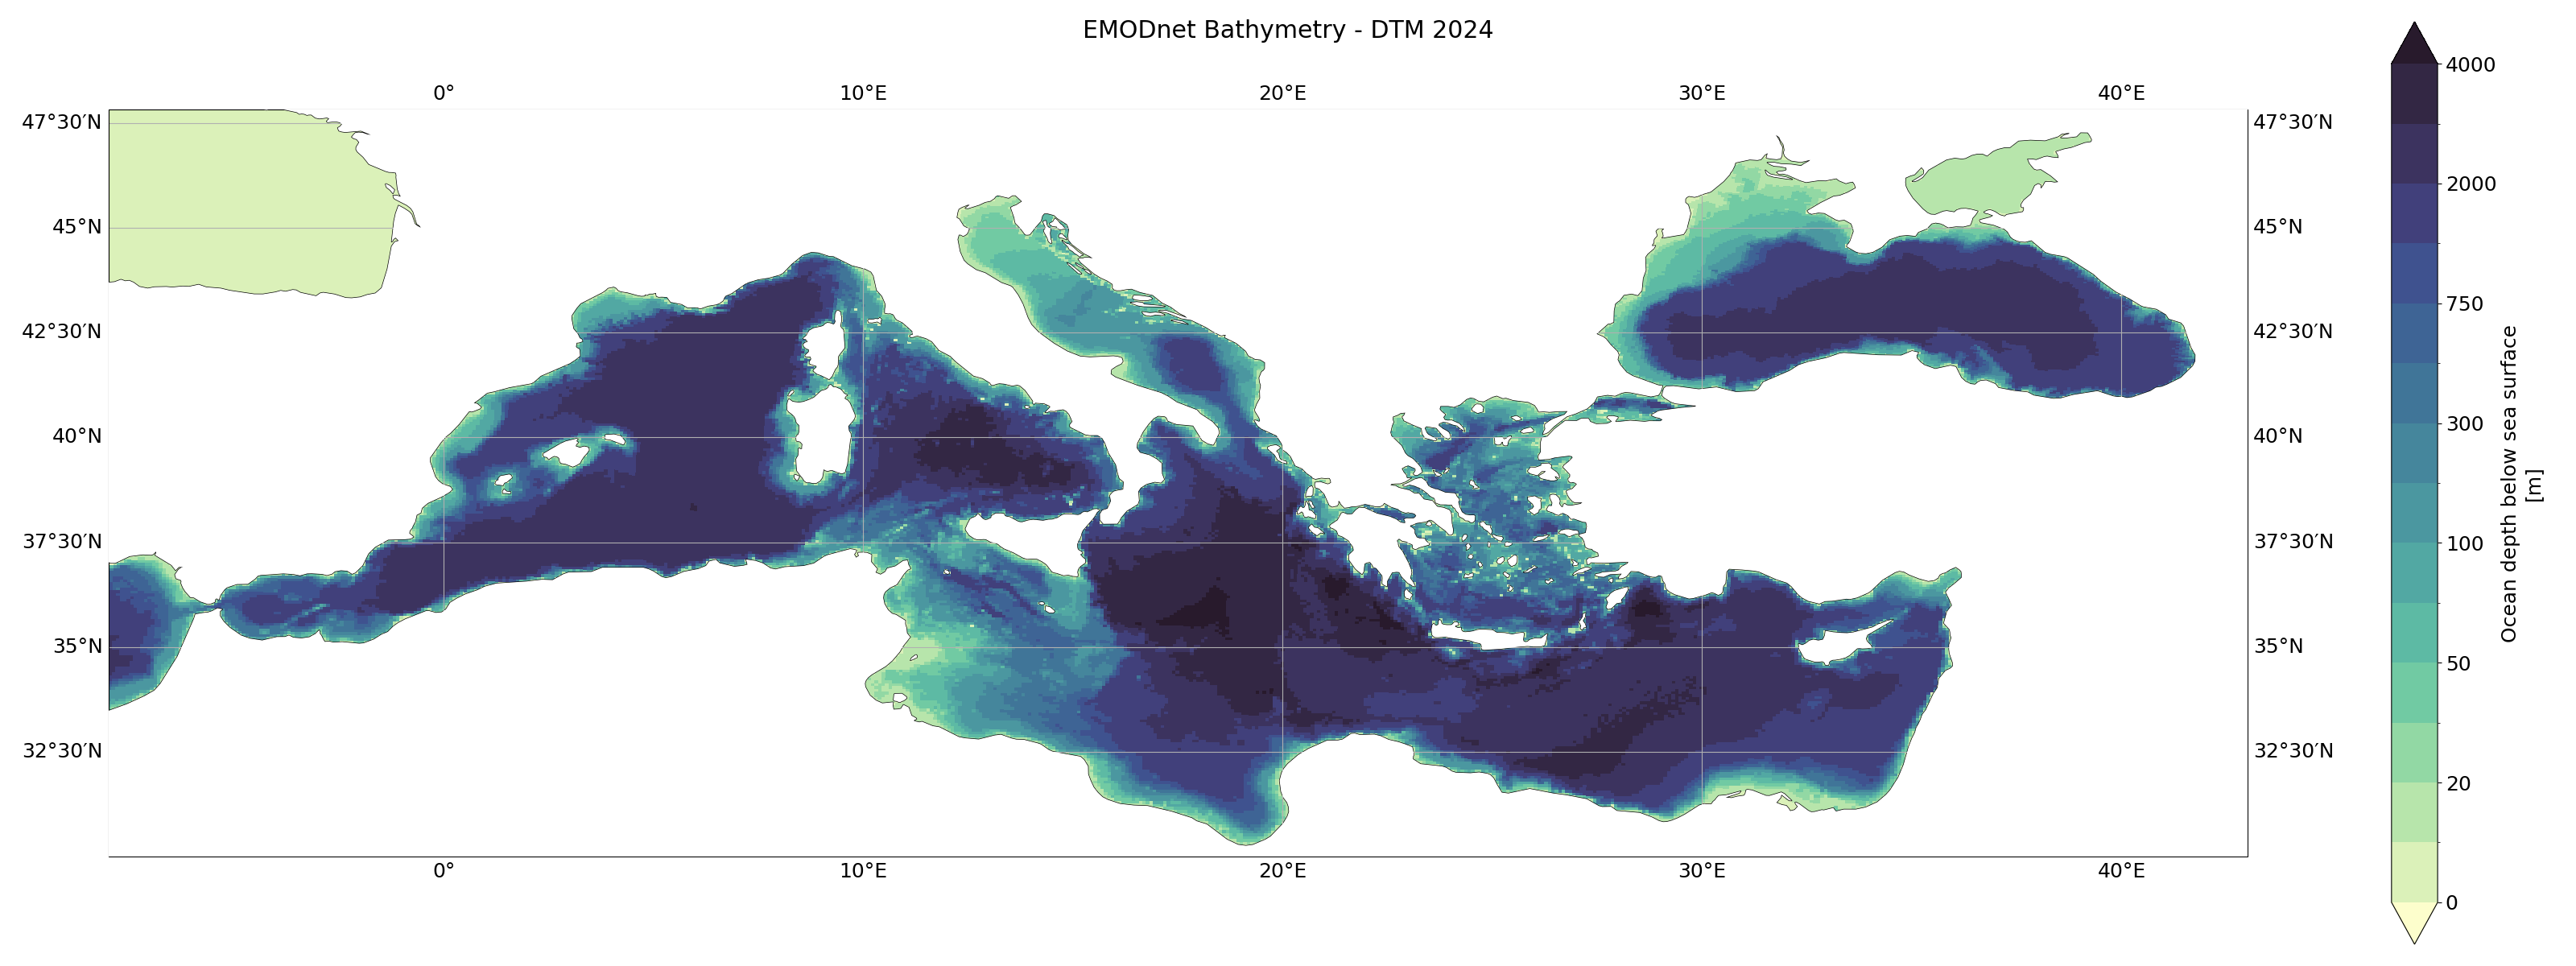 EMODnet Bathymetry - DTM 2024
0° 10°E 20°E 30°E 40°E
47°30′N 47°30′N
45°N 45°N
42°30′N 42°30′N
40°N 40°N
37°30′N 37°30′N
35°N 35°N
32°30′N 32°30′N
0° 10°E 20°E 30°E 40°E
4000
2000
750
300
100
50
20
0
Ocean depth below sea surface
[m]